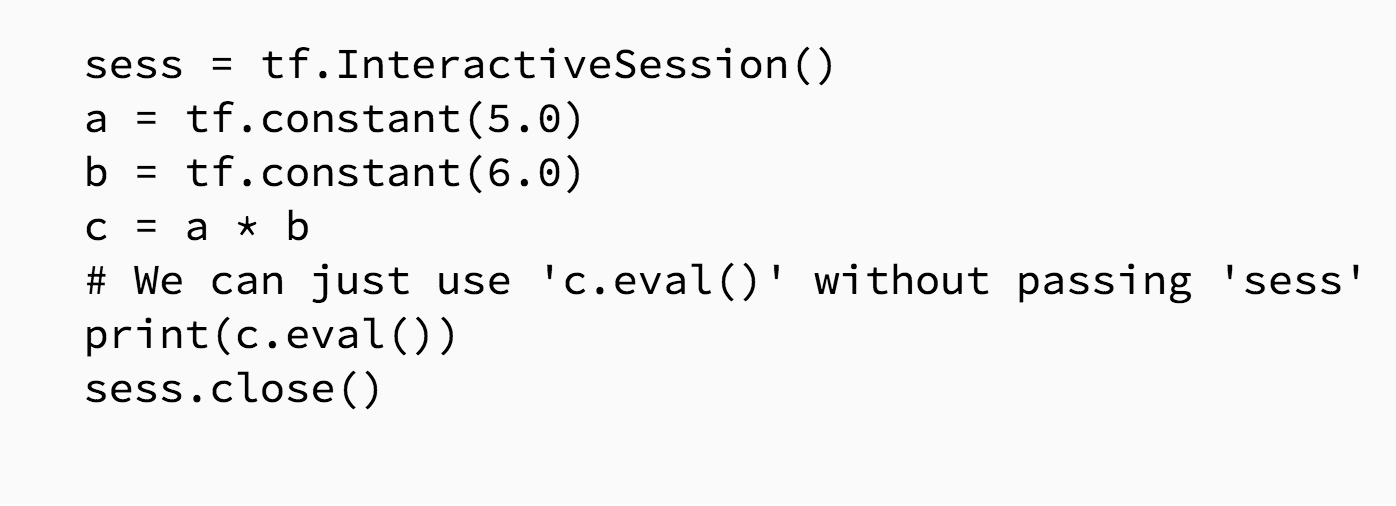 sess = tf.InteractiveSession()
a = tf.constant(5.0)
b = tf.constant(6.0)
c = a * b
# We can just use 'c.eval()' without passing 'sess'
print(c.eval())
sess.close()